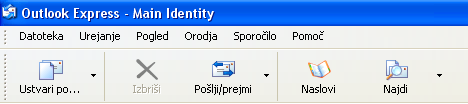 Outlook Express - Main Identity
Datoteka Urejanje Pogled Orodja Sporočilo Pomoč
Ustvari po... Izbriši Pošlji/prejmi Naslovi Najdi